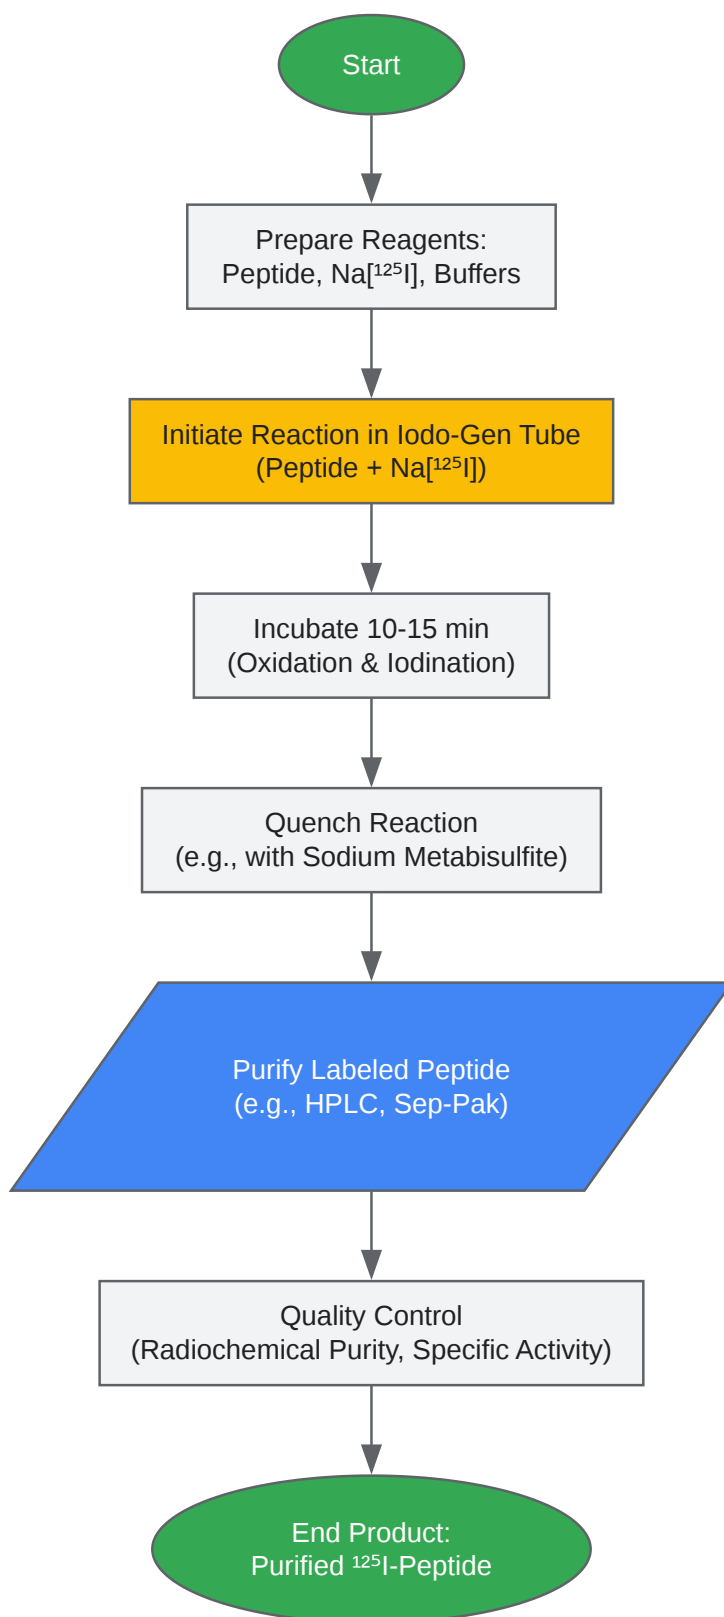 Start
Prepare Reagents:
Peptide, Na[¹²⁵I], Buffers
Initiate Reaction in Iodo-Gen Tube
(Peptide + Na[¹²⁵I])
Incubate 10-15 min
(Oxidation & Iodination)
Quench Reaction
(e.g., with Sodium Metabisulfite)
Purify Labeled Peptide
(e.g., HPLC, Sep-Pak)
Quality Control
(Radiochemical Purity, Specific Activity)
End Product:
Purified ¹²⁵I-Peptide